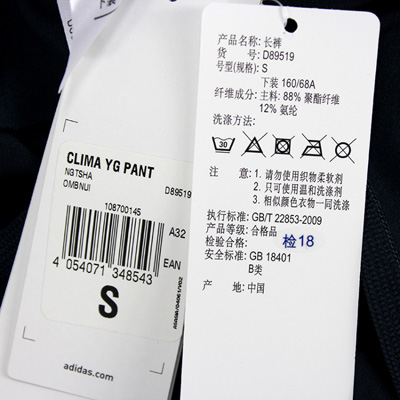 下装
CLIMA YG PANT
NGTSHA
OMBNUI
D89519
108700145
A32
EAN
4 054071 348543
S
adidas.com
产品名称: 长裤
货号: D89519
号型(规格): S
下装 160/68A
纤维成分: 主料: 88% 聚酯纤维
12% 氨纶
洗涤方法:
30
1. 请勿使用织物柔软剂
2. 只可使用温和洗涤剂
3. 相似颜色衣物一同洗涤
执行标准: GB/T 22853-2009
产品等级: 合格品
检验合格: 检18
安全标准: GB 18401
B类
产 地: 中国